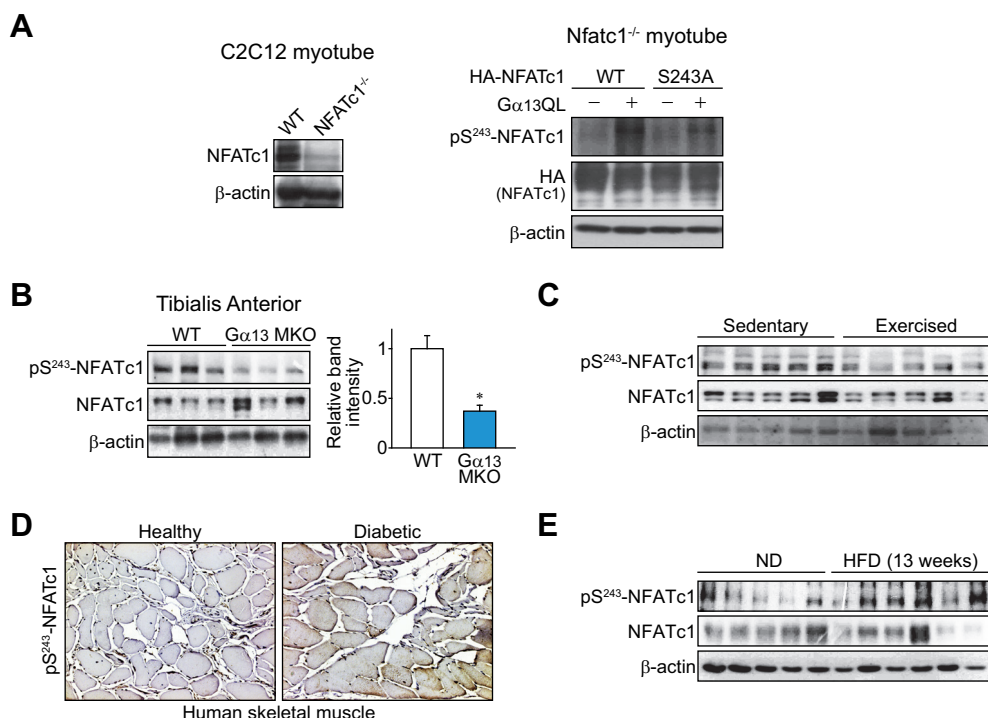 A
C2C12 myotube
WT
NFATc1-/-
NFATc1
β-actin
Nfatc1-/- myotube
HA-NFATc1 WT S243A
Gα13QL − + − +
pS243-NFATc1
HA
(NFATc1)
β-actin
B
Tibialis Anterior
WT Gα13 MKO
pS243-NFATc1
NFATc1
β-actin
Relative band
intensity
1
0.5
0
*
WT
Gα13
MKO
C
Sedentary Exercised
pS243-NFATc1
NFATc1
β-actin
D
Healthy Diabetic
pS243-NFATc1
Human skeletal muscle
E
ND HFD (13 weeks)
pS243-NFATc1
NFATc1
β-actin